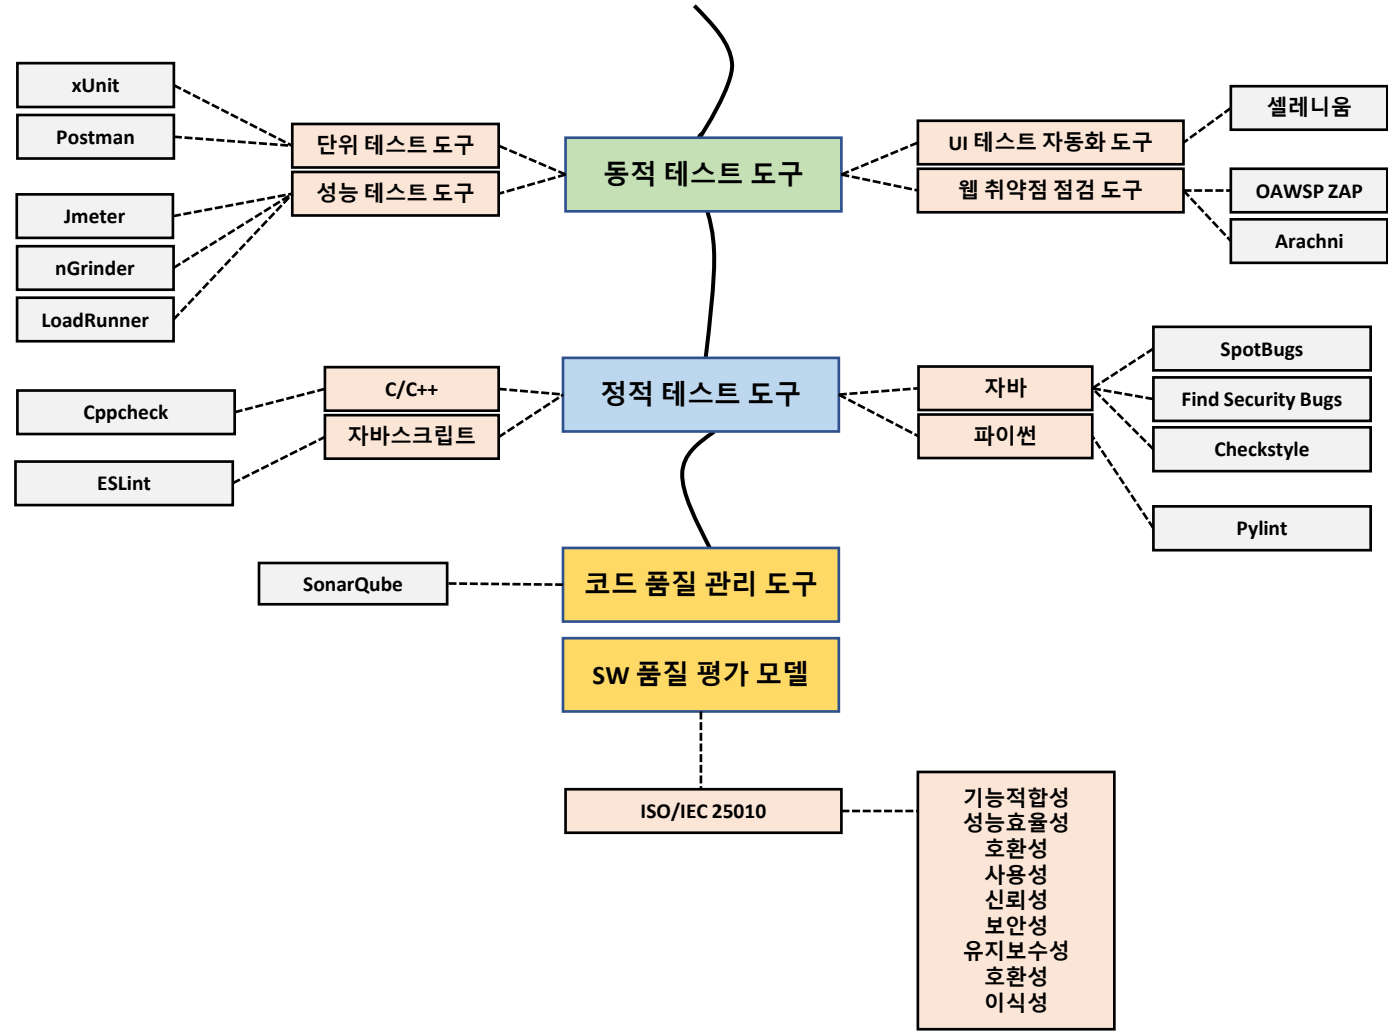 xUnit
Postman
단위 테스트 도구
성능 테스트 도구
Jmeter
nGrinder
LoadRunner
동적 테스트 도구
UI 테스트 자동화 도구
웹 취약점 점검 도구
셀레니움
OAWSP ZAP
Arachni
Cppcheck
ESLint
C/C++
자바스크립트
정적 테스트 도구
자바
파이썬
SpotBugs
Find Security Bugs
Checkstyle
Pylint
SonarQube
코드 품질 관리 도구
SW 품질 평가 모델
ISO/IEC 25010
기능적합성
성능효율성
호환성
사용성
신뢰성
보안성
유지보수성
호환성
이식성